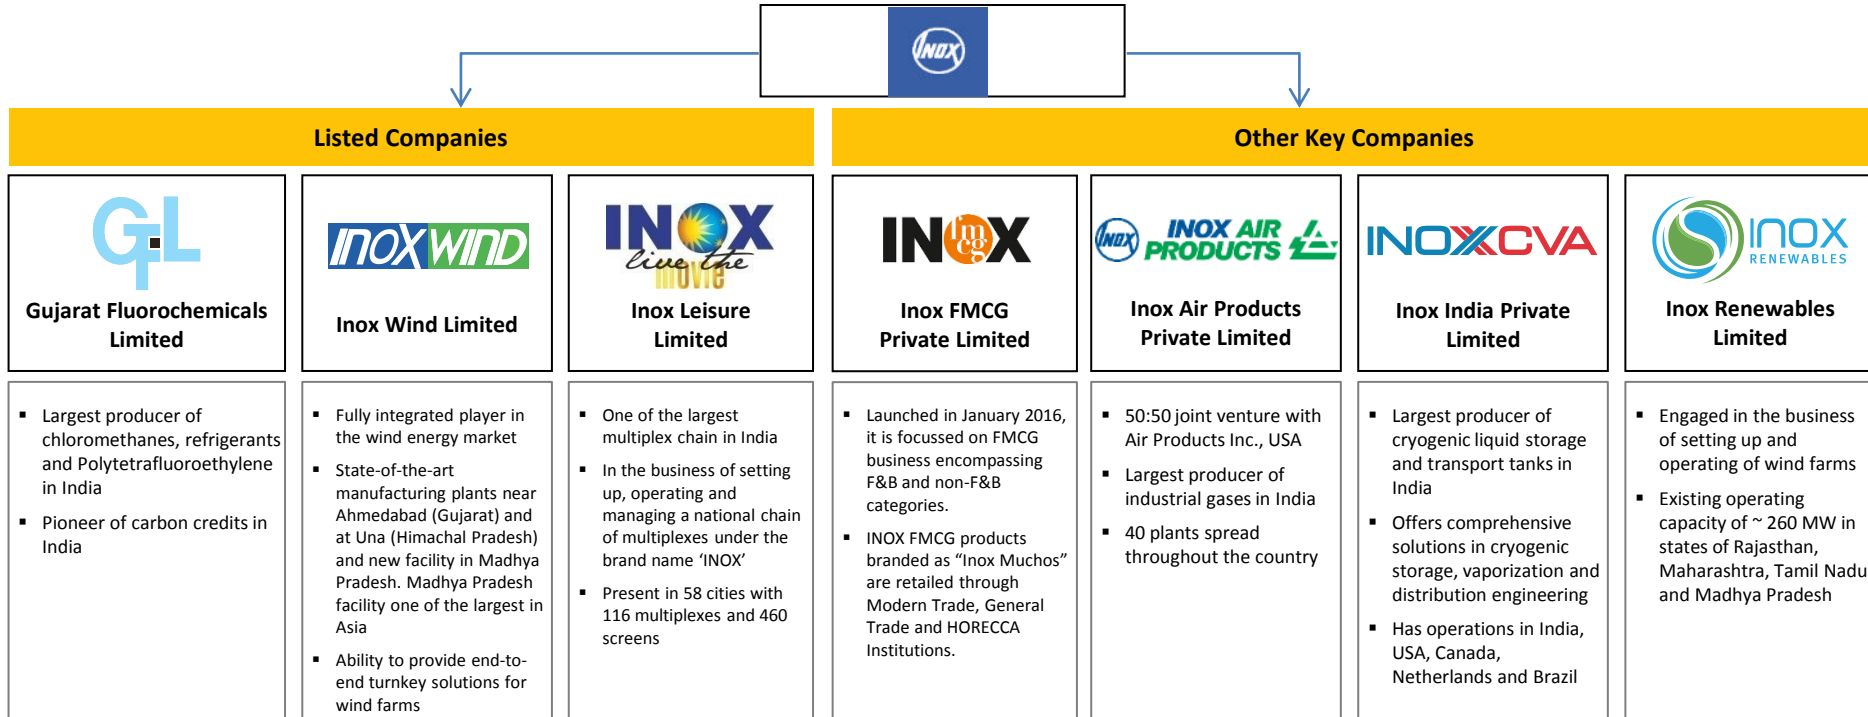 INOX
Listed Companies
Other Key Companies
GFL
Gujarat Fluorochemicals
Limited
INOX WIND
Inox Wind Limited
INOX
live the
movie
Inox Leisure
Limited
INOX
fmcg
Inox FMCG
Private Limited
INOX
INOX AIR
PRODUCTS
Inox Air Products
Private Limited
INOXCVA
Inox India Private
Limited
INOX
RENEWABLES
Inox Renewables
Limited
▪ Largest producer of
chloromethanes, refrigerants
and Polytetrafluoroethylene
in India
▪ Pioneer of carbon credits in
India
▪ Fully integrated player in
the wind energy market
▪ State-of-the-art
manufacturing plants near
Ahmedabad (Gujarat) and
at Una (Himachal Pradesh)
and new facility in Madhya
Pradesh. Madhya Pradesh
facility one of the largest in
Asia
▪ Ability to provide end-to-
end turnkey solutions for
wind farms
▪ One of the largest
multiplex chain in India
▪ In the business of setting
up, operating and
managing a national chain
of multiplexes under the
brand name ‘INOX’
▪ Present in 58 cities with
116 multiplexes and 460
screens
▪ Launched in January 2016,
it is focussed on FMCG
business encompassing
F&B and non-F&B
categories.
▪ INOX FMCG products
branded as “Inox Muchos”
are retailed through
Modern Trade, General
Trade and HORECCA
Institutions.
▪ 50:50 joint venture with
Air Products Inc., USA
▪ Largest producer of
industrial gases in India
▪ 40 plants spread
throughout the country
▪ Largest producer of
cryogenic liquid storage
and transport tanks in
India
▪ Offers comprehensive
solutions in cryogenic
storage, vaporization and
distribution engineering
▪ Has operations in India,
USA, Canada,
Netherlands and Brazil
▪ Engaged in the business
of setting up and
operating of wind farms
▪ Existing operating
capacity of ~ 260 MW in
states of Rajasthan,
Maharashtra, Tamil Nadu
and Madhya Pradesh